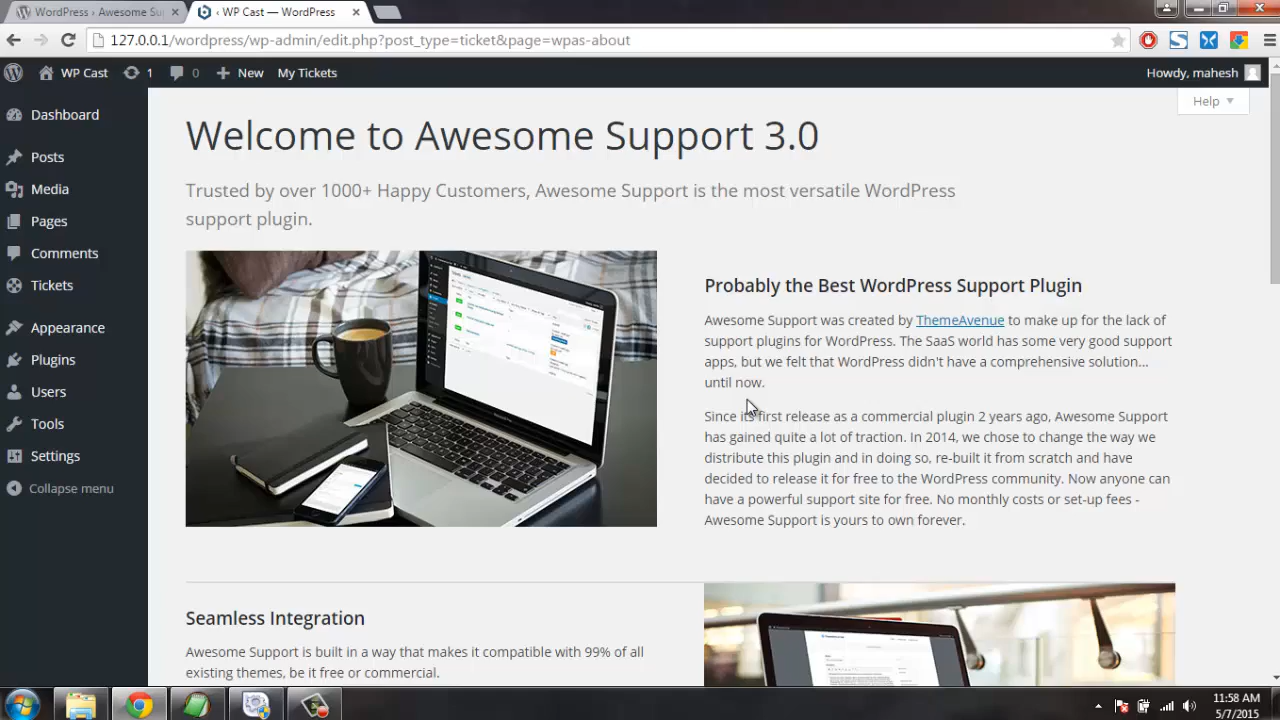 WordPress › Awesome Su
‹ WP Cast — WordPress
127.0.0.1/wordpress/wp-admin/edit.php?post_type=ticket&page=wpas-about
WP Cast 1 0 New My Tickets Howdy, mahesh
Help
Dashboard
Posts
Media
Pages
Comments
Tickets
Appearance
Plugins
Users
Tools
Settings
Collapse menu
Welcome to Awesome Support 3.0
Trusted by over 1000+ Happy Customers, Awesome Support is the most versatile WordPress
support plugin.
Probably the Best WordPress Support Plugin
Awesome Support was created by ThemeAvenue to make up for the lack of
support plugins for WordPress. The SaaS world has some very good support
apps, but we felt that WordPress didn't have a comprehensive solution...
until now.
Since its first release as a commercial plugin 2 years ago, Awesome Support
has gained quite a lot of traction. In 2014, we chose to change the way we
distribute this plugin and in doing so, re-built it from scratch and have
decided to release it for free to the WordPress community. Now anyone can
have a powerful support site for free. No monthly costs or set-up fees -
Awesome Support is yours to own forever.
Seamless Integration
Awesome Support is built in a way that makes it compatible with 99% of all
existing themes, be it free or commercial.
11:58 AM
5/7/2015